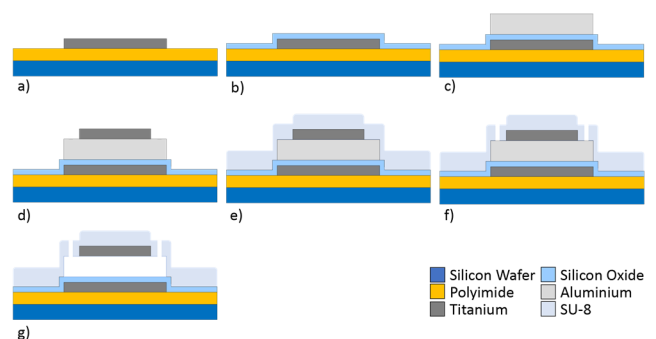 a)
b)
c)
d)
e)
f)
g)
Silicon Wafer
Silicon Oxide
Polyimide
Aluminium
Titanium
SU-8